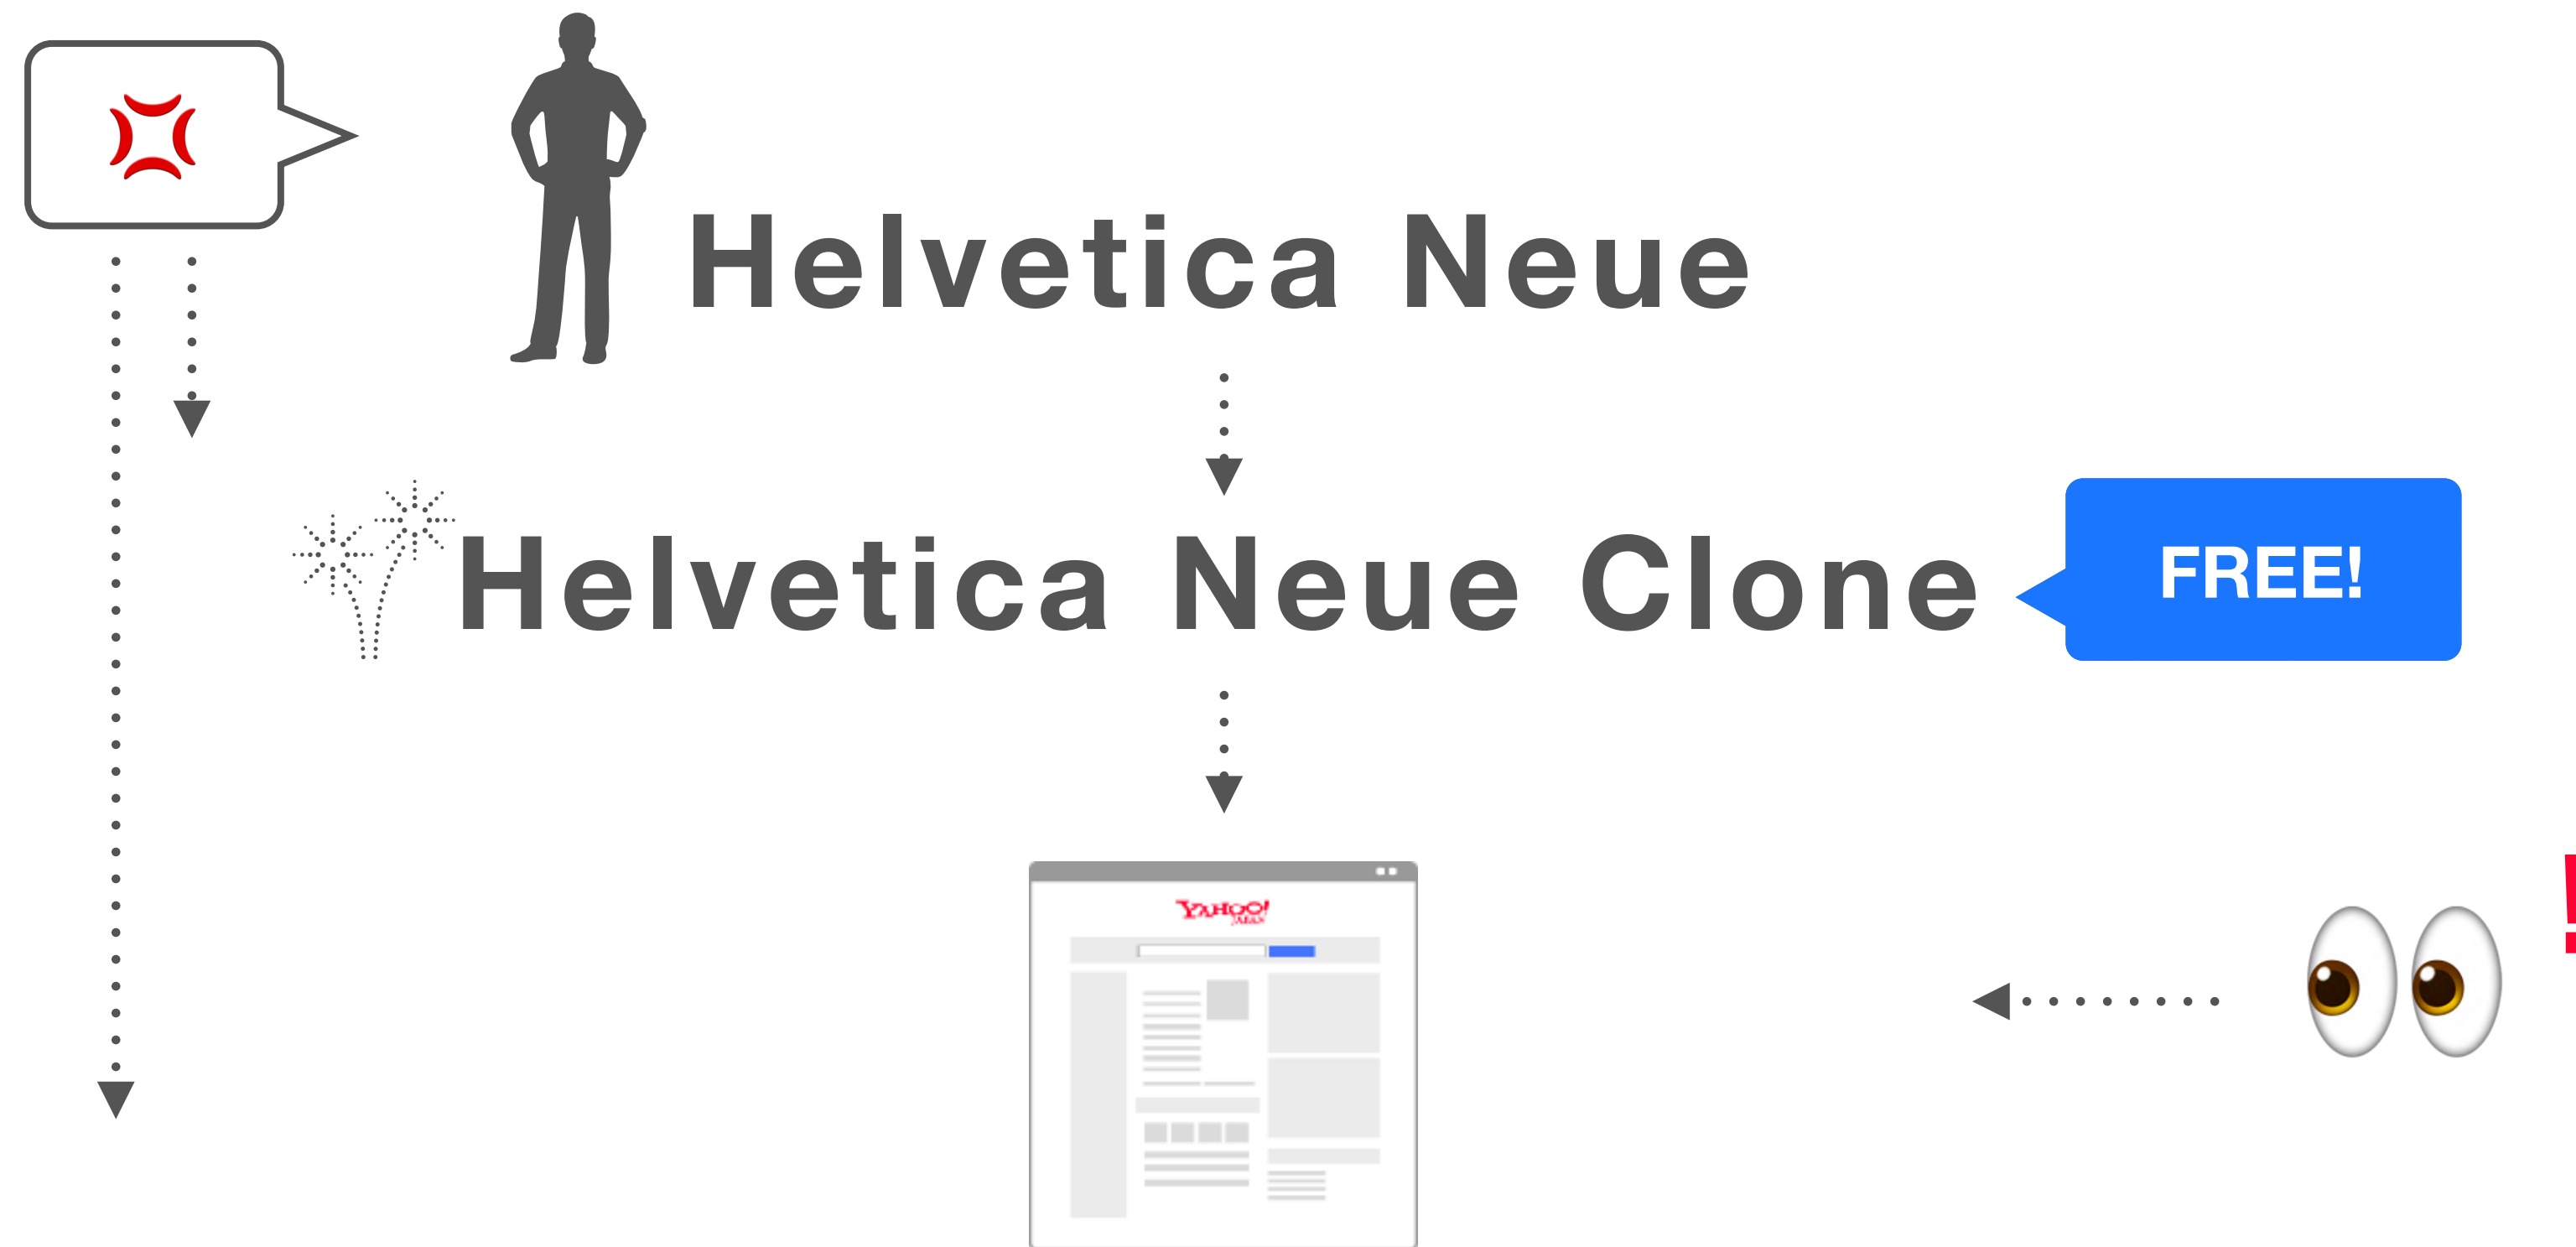 Helvetica Neue
Helvetica Neue Clone
FREE!
!
YAHOO!